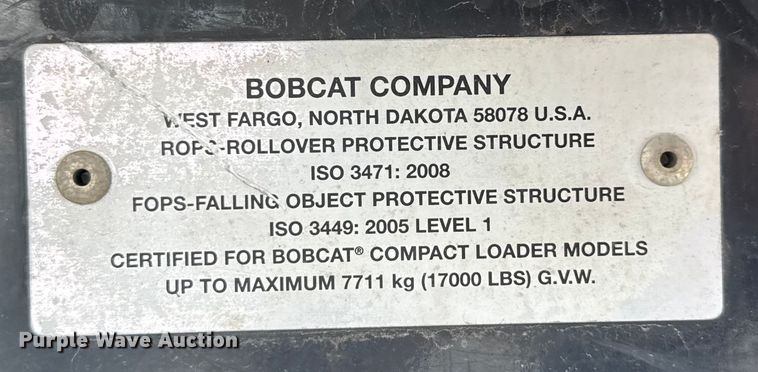 BOBCAT COMPANY
WEST FARGO, NORTH DAKOTA 58078 U.S.A.
ROPS-ROLLOVER PROTECTIVE STRUCTURE
ISO 3471: 2008
FOPS-FALLING OBJECT PROTECTIVE STRUCTURE
ISO 3449: 2005 LEVEL 1
CERTIFIED FOR BOBCAT® COMPACT LOADER MODELS
UP TO MAXIMUM 7711 kg (17000 LBS) G.V.W.
Purple Wave Auction